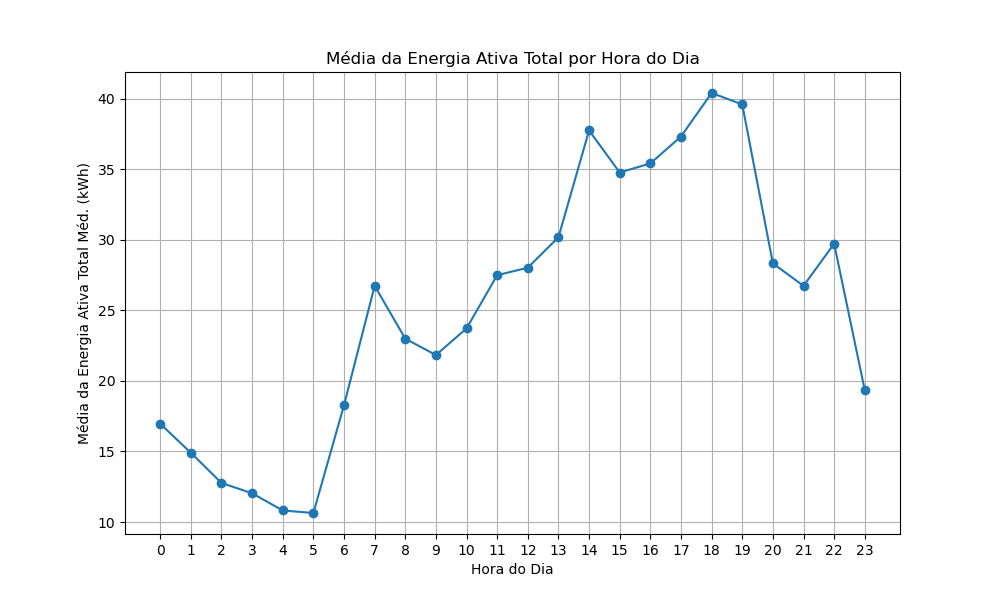 Média da Energia Ativa Total por Hora do Dia
Média da Energia Ativa Total Méd. (kWh)
40
35
30
25
20
15
10
0 1 2 3 4 5 6 7 8 9 10 11 12 13 14 15 16 17 18 19 20 21 22 23
Hora do Dia